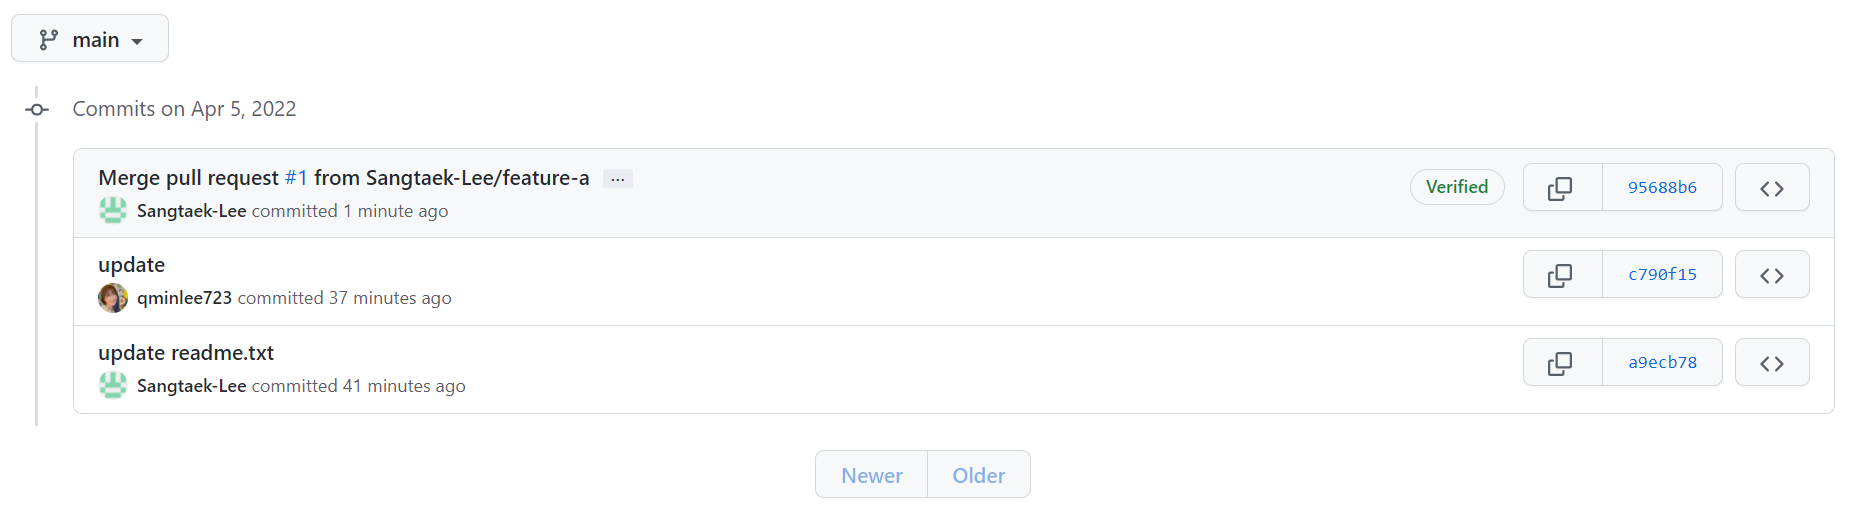 main
Commits on Apr 5, 2022
Merge pull request #1 from Sangtaek-Lee/feature-a ...
Sangtaek-Lee committed 1 minute ago
Verified
95688b6
update
qminlee723 committed 37 minutes ago
c790f15
update readme.txt
Sangtaek-Lee committed 41 minutes ago
a9ecb78
Newer Older